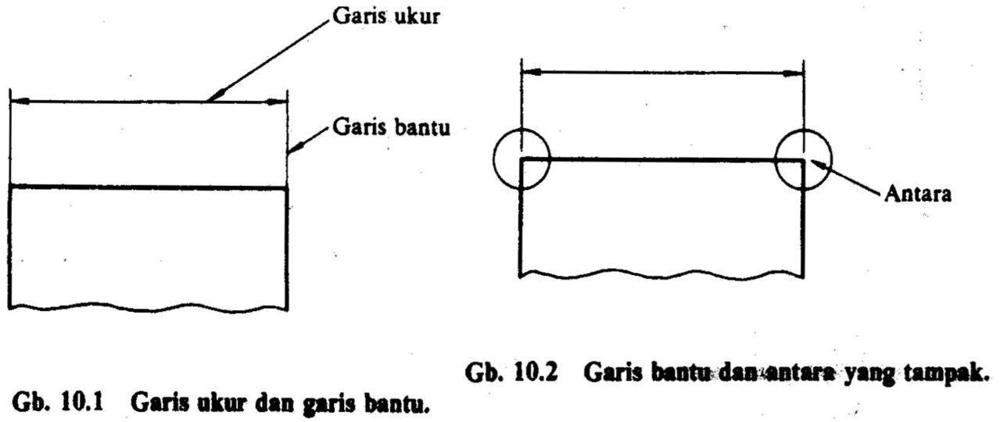 Garis ukur
Garis bantu
Antara
Gb. 10.1 Garis ukur dan garis bantu.
Gb. 10.2 Garis bantu dan antara yang tampak.